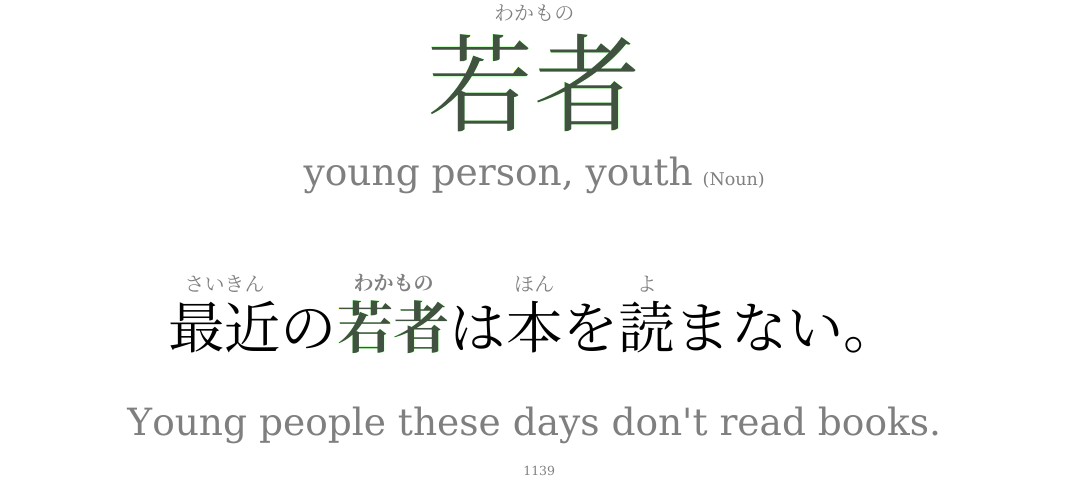 わかもの
若者
young person, youth (Noun)
さいきん わかもの ほん よ
最近の若者は本を読まない。
Young people these days don't read books.
1139